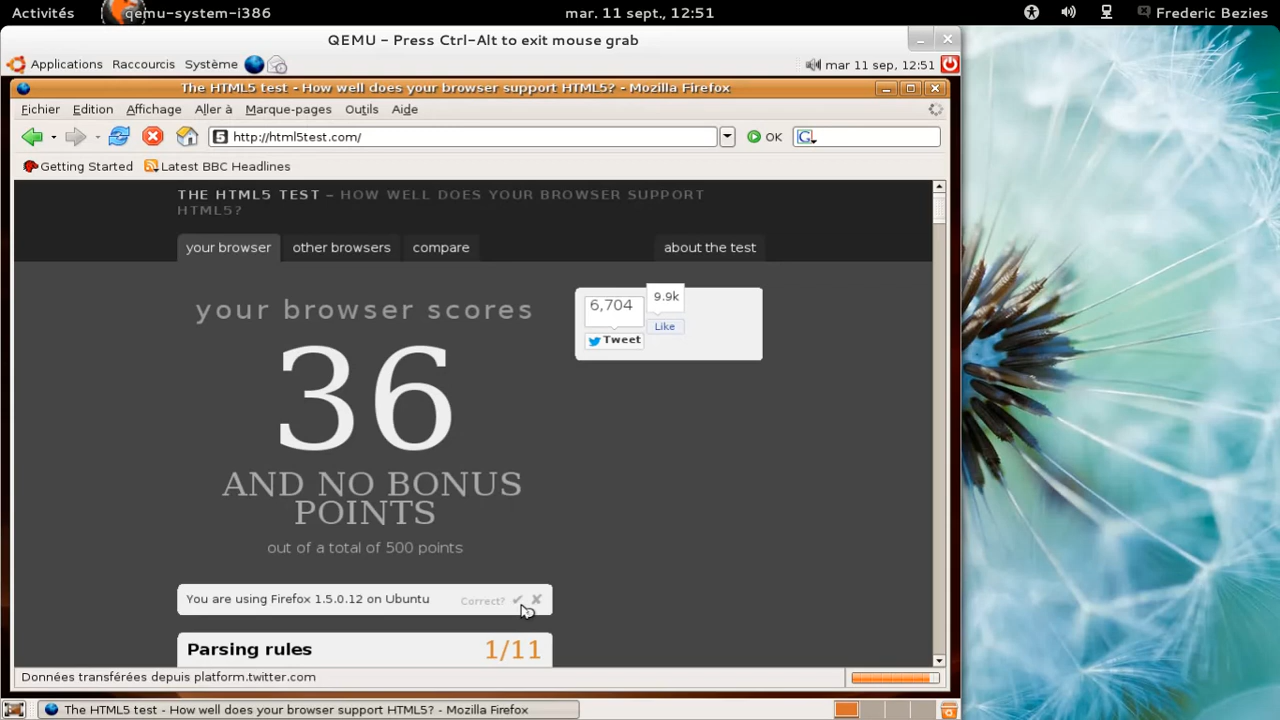 Activités qemu-system-i386 mar. 11 sept., 12:51 Frederic Bezies
QEMU – Press Ctrl-Alt to exit mouse grab
Applications Raccourcis Système mar 11 sep, 12:51
The HTML5 test - How well does your browser support HTML5? - Mozilla Firefox
Fichier Edition Affichage Aller à Marque-pages Outils Aide
5 http://html5test.com/ OK G
Getting Started Latest BBC Headlines
THE HTML5 TEST – HOW WELL DOES YOUR BROWSER SUPPORT
HTML5?
your browser other browsers compare about the test
your browser scores
36
AND NO BONUS
POINTS
out of a total of 500 points
6,704 9.9k
Tweet Like
You are using Firefox 1.5.0.12 on Ubuntu Correct? ✔ ✘
Parsing rules 1/11
Données transférées depuis platform.twitter.com
The HTML5 test - How well does your browser support HTML5? - Mozilla Firefox